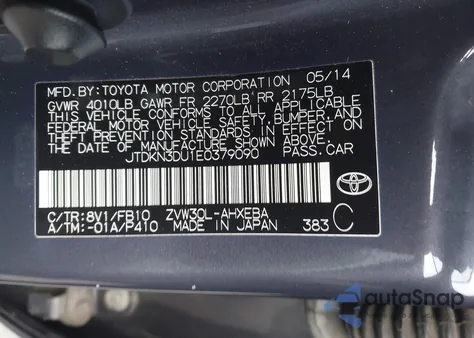 MFD. BY: TOYOTA MOTOR CORPORATION 05/14
GVWR 4010LB GAWR FR 2270LB RR 2175LB
THIS VEHICLE CONFORMS TO ALL APPLICABLE
FEDERAL MOTOR VEHICLE SAFETY, BUMPER, AND
THEFT PREVENTION STANDARDS IN EFFECT ON
THE DATE OF MANUFACTURE SHOWN ABOVE.
JTDKN3DU1E0379090 PASS.CAR
C/TR:8V1/FB10 ZVW30L-AHXEBA
A/TM:-01A/P410 MADE IN JAPAN 383 C
TOYOTA
autoSnap